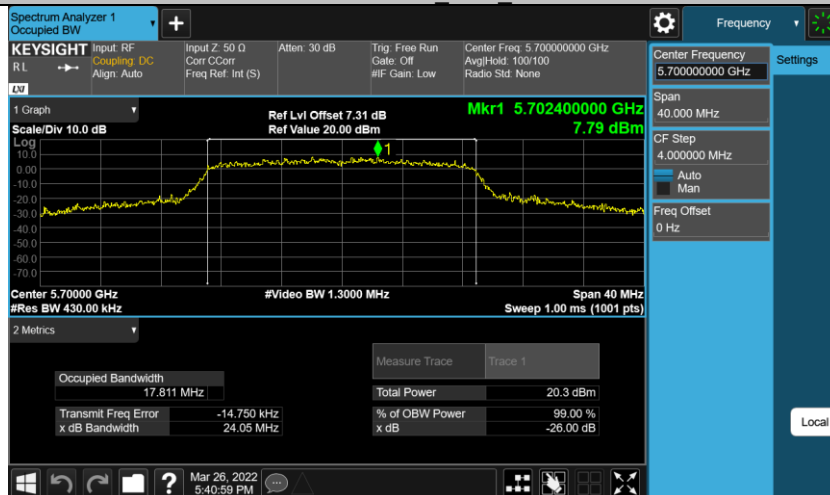 Spectrum Analyzer 1
Occupied BW
Frequency
KEYSIGHT
RL
LXI
Input: RF
Coupling: DC
Align: Auto
Input Z: 50 Ω
Corr CCorr
Freq Ref: Int (S)
Atten: 30 dB
Trig: Free Run
Gate: Off
#IF Gain: Low
Center Freq: 5.700000000 GHz
Avg|Hold: 100/100
Radio Std: None
Center Frequency
5.700000000 GHz
Settings
Span
40.000 MHz
CF Step
4.000000 MHz
Auto
Man
Freq Offset
0 Hz
Local
1 Graph
Scale/Div 10.0 dB
Ref Lvl Offset 7.31 dB
Ref Value 20.00 dBm
Mkr1 5.702400000 GHz
7.79 dBm
Log
1
10.0
0.00
-10.0
-20.0
-30.0
-40.0
-50.0
-60.0
-70.0
Center 5.70000 GHz
#Video BW 1.3000 MHz
Span 40 MHz
#Res BW 430.00 kHz
Sweep 1.00 ms (1001 pts)
2 Metrics
Measure Trace Trace 1
Occupied Bandwidth
17.811 MHz
Total Power 20.3 dBm
Transmit Freq Error -14.750 kHz
% of OBW Power 99.00 %
x dB Bandwidth 24.05 MHz
x dB -26.00 dB
?
Mar 26, 2022
5:40:59 PM